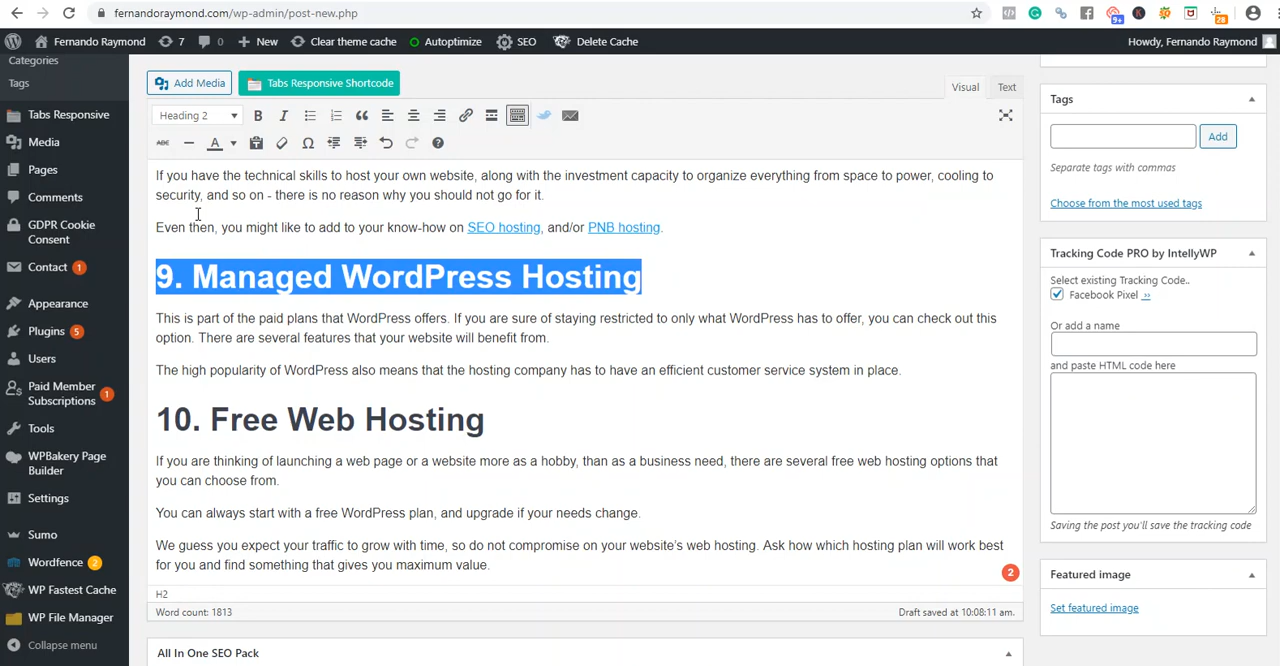 fernandoraymond.com/wp-admin/post-new.php
9+
28
Fernando Raymond
7
0
New
Clear theme cache
Autoptimize
SEO
Delete Cache
Howdy, Fernando Raymond
Categories
Tags
Tabs Responsive
Media
Pages
Comments
GDPR Cookie
Consent
Contact 1
Appearance
Plugins 5
Users
Paid Member
Subscriptions 1
Tools
WPBakery Page
Builder
Settings
Sumo
Wordfence 2
WP Fastest Cache
WP File Manager
Collapse menu
Add Media
Tabs Responsive Shortcode
Visual
Text
Heading 2
B
I
ABC
A
If you have the technical skills to host your own website, along with the investment capacity to organize everything from space to power, cooling to
security, and so on - there is no reason why you should not go for it.
Even then, you might like to add to your know-how on SEO hosting, and/or PNB hosting.
9. Managed WordPress Hosting
This is part of the paid plans that WordPress offers. If you are sure of staying restricted to only what WordPress has to offer, you can check out this
option. There are several features that your website will benefit from.
The high popularity of WordPress also means that the hosting company has to have an efficient customer service system in place.
10. Free Web Hosting
If you are thinking of launching a web page or a website more as a hobby, than as a business need, there are several free web hosting options that
you can choose from.
You can always start with a free WordPress plan, and upgrade if your needs change.
We guess you expect your traffic to grow with time, so do not compromise on your website's web hosting. Ask how which hosting plan will work best
for you and find something that gives you maximum value.
2
H2
Word count: 1813
Draft saved at 10:08:11 am.
All In One SEO Pack
Tags
Add
Separate tags with commas
Choose from the most used tags
Tracking Code PRO by IntellyWP
Select existing Tracking Code..
Facebook Pixel ››
Or add a name
and paste HTML code here
Saving the post you'll save the tracking code
Featured image
Set featured image